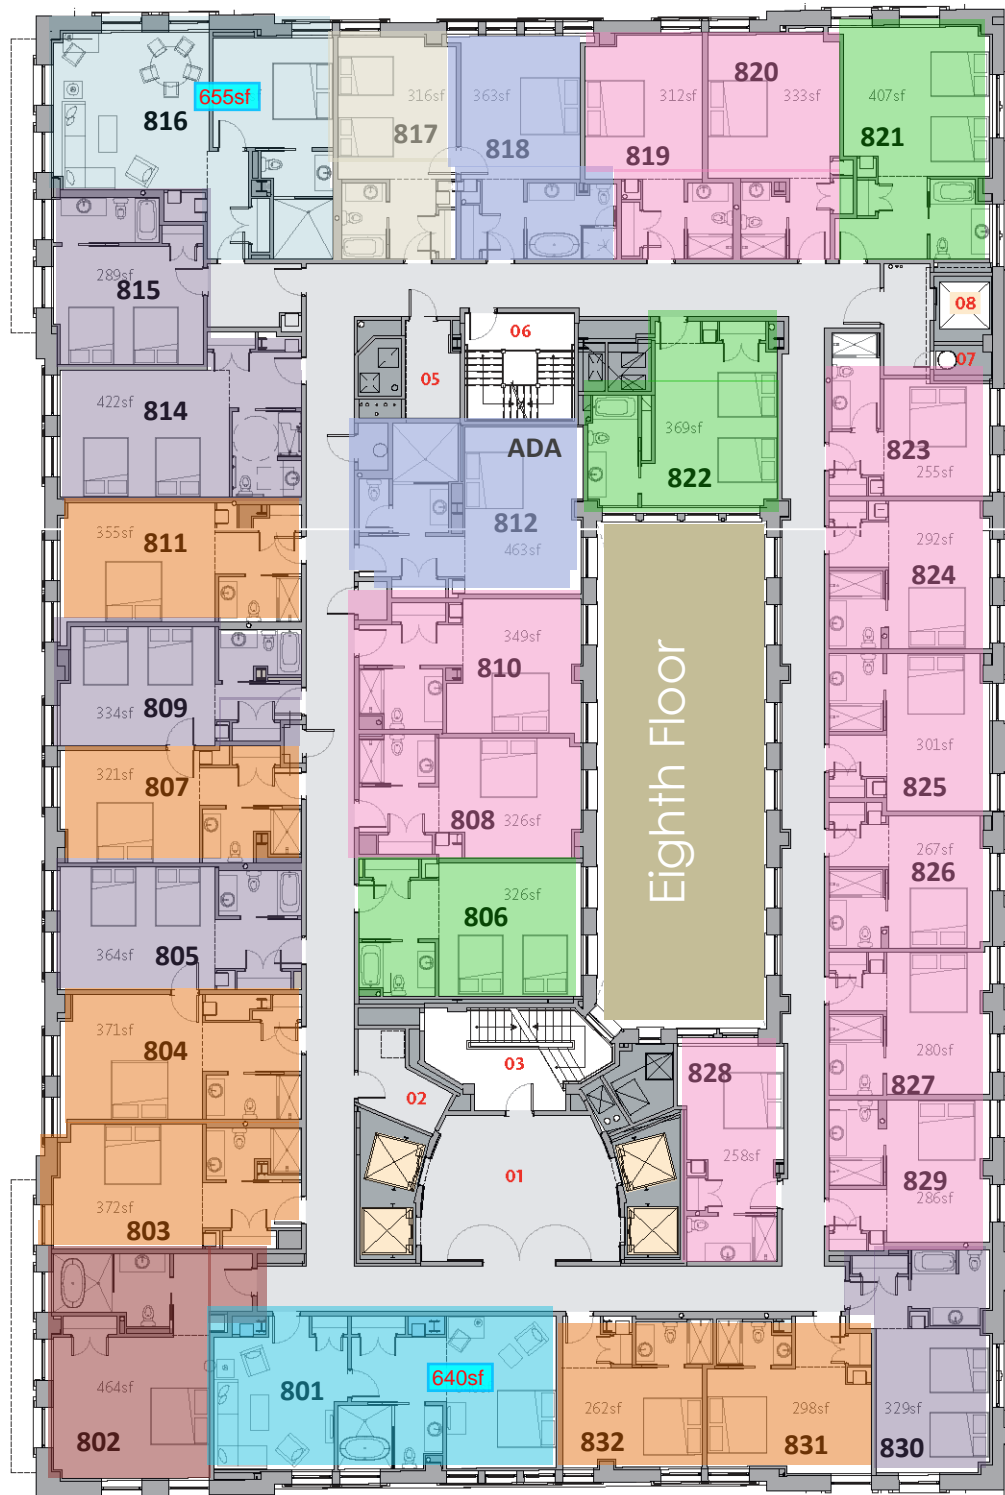 655sf
816
316sf
817
363sf
818
312sf
819
820
333sf
407sf
821
289sf
815
08
07
06
05
422sf
814
ADA
812
463sf
369sf
822
823
255sf
355sf
811
292sf
824
349sf
810
334sf
809
301sf
825
321sf
807
808
326sf
Eighth Floor
267sf
826
364sf
805
326sf
806
371sf
804
03
02
01
280sf
827
828
258sf
372sf
803
829
286sf
464sf
802
801
640sf
262sf
832
298sf
831
329sf
830